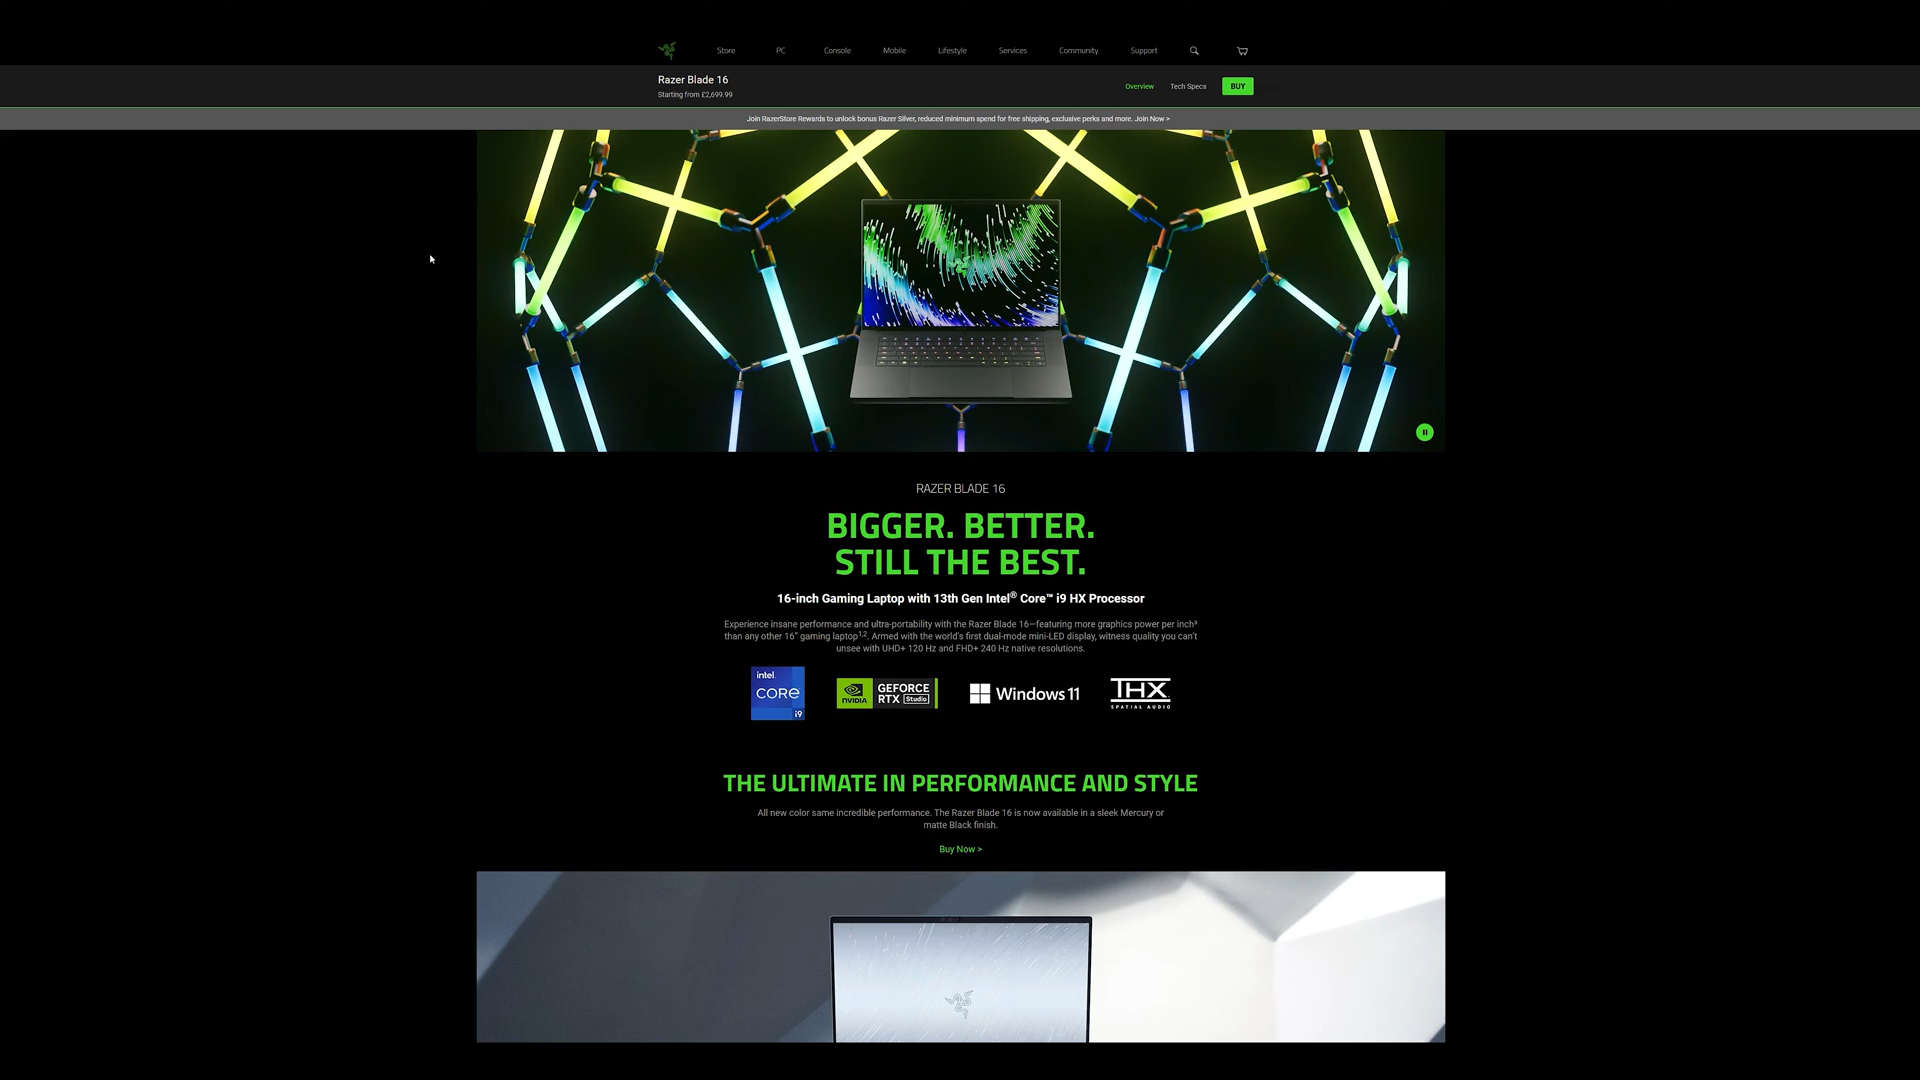 Store PC Console Mobile Lifestyle Services Community Support
Razer Blade 16
Starting from £2,699.99
Overview Tech Specs BUY
Join RazerStore Rewards to unlock bonus Razer Silver, reduced minimum spend for free shipping, exclusive perks and more. Join Now >
RAZER BLADE 16
BIGGER. BETTER.
STILL THE BEST.
16-inch Gaming Laptop with 13th Gen Intel® Core™ i9 HX Processor
Experience insane performance and ultra-portability with the Razer Blade 16—featuring more graphics power per inch³
than any other 16" gaming laptop1,2. Armed with the world's first dual-mode mini-LED display, witness quality you can't
unsee with UHD+ 120 Hz and FHD+ 240 Hz native resolutions.
intel.
CORE
i9
NVIDIA
GEFORCE
RTX Studio
Windows 11
THX
SPATIAL AUDIO
THE ULTIMATE IN PERFORMANCE AND STYLE
All new color same incredible performance. The Razer Blade 16 is now available in a sleek Mercury or
matte Black finish.
Buy Now >